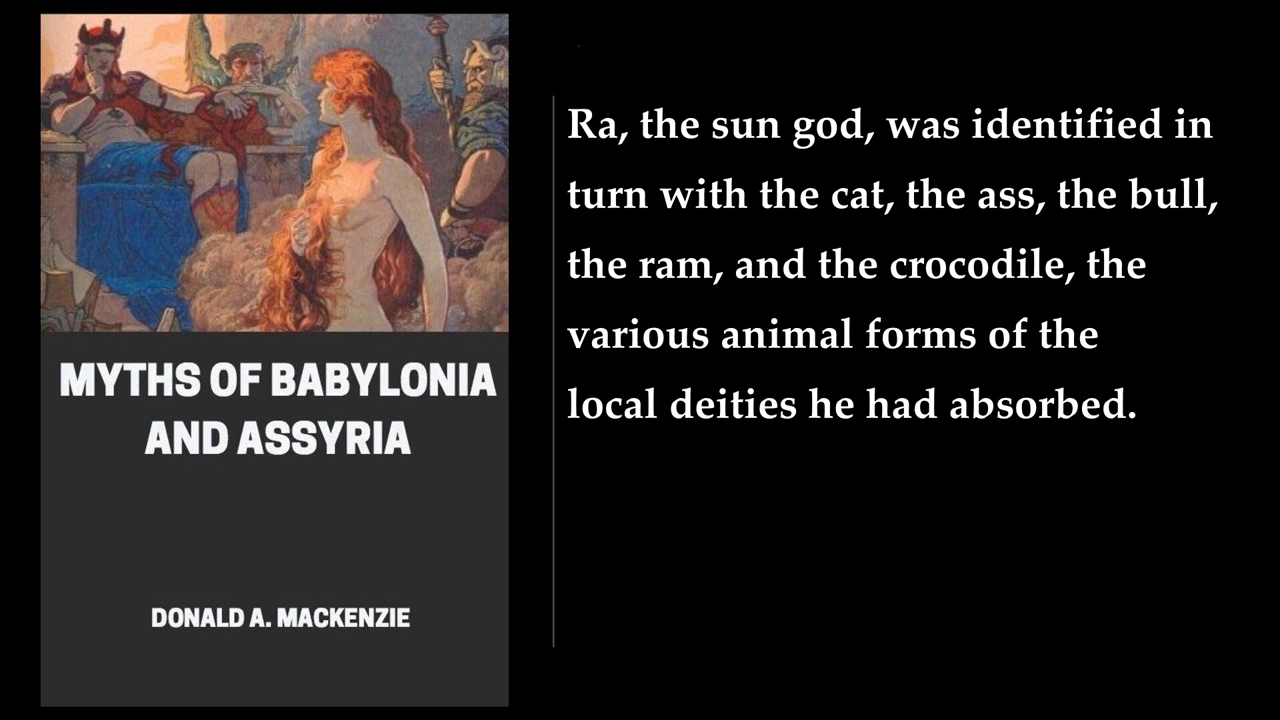 MYTHS OF BABYLONIA
AND ASSYRIA
DONALD A. MACKENZIE
Ra, the sun god, was identified in
turn with the cat, the ass, the bull,
the ram, and the crocodile, the
various animal forms of the
local deities he had absorbed.